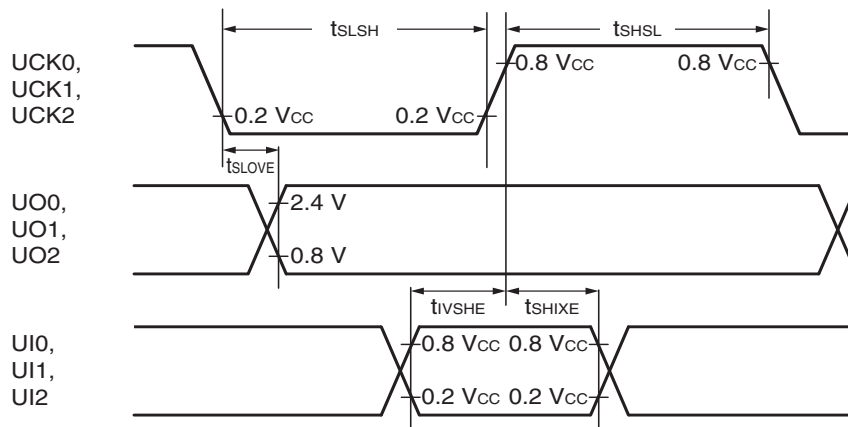 tSLSH tSHSL
UCK0,
UCK1,
UCK2
0.8 VCC 0.8 VCC
0.2 VCC 0.2 VCC
tSLOVE
UO0,
UO1,
UO2
2.4 V
0.8 V
tIVSHE tSHIXE
UI0,
UI1,
UI2
0.8 VCC 0.8 VCC
0.2 VCC 0.2 VCC